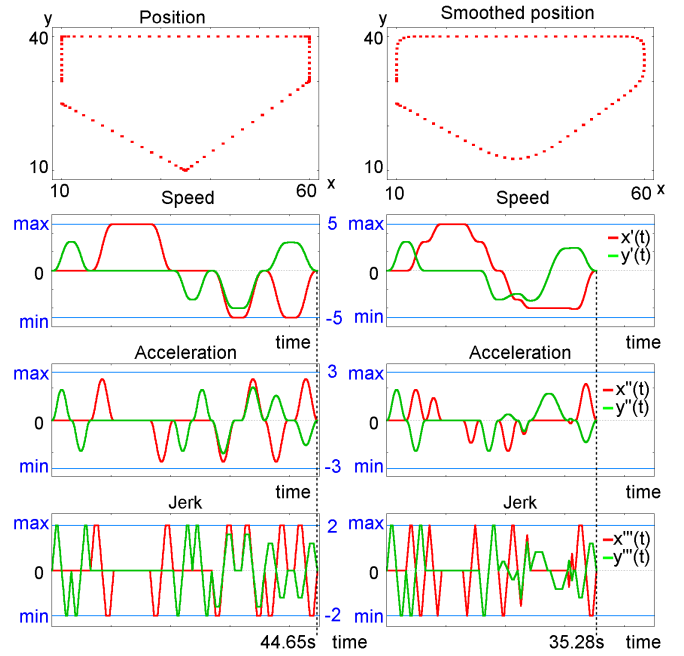 Position
Smoothed position
y
40
10
10
60
x
y
40
10
10
60
x
Speed
Speed
max
0
min
5
-5
max
0
min
x'(t)
y'(t)
time
time
Acceleration
Acceleration
max
0
min
3
-3
max
0
min
x''(t)
y''(t)
time
time
Jerk
Jerk
max
0
min
2
-2
max
0
min
x'''(t)
y'''(t)
44.65s
time
35.28s
time